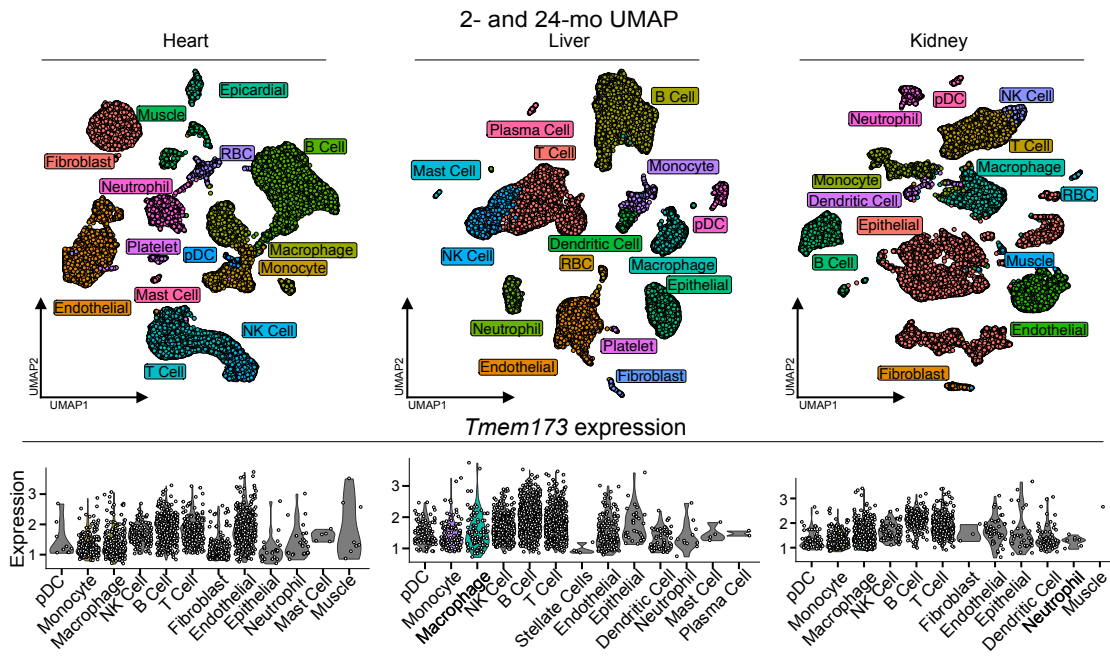 2- and 24-mo UMAP
Heart
Liver
Kidney
Epicardial
Muscle
Fibroblast
RBC
B Cell
Neutrophil
Platelet
pDC
Macrophage
Monocyte
Mast Cell
Endothelial
NK Cell
T Cell
UMAP2
UMAP1
B Cell
Plasma Cell
T Cell
Mast Cell
Monocyte
pDC
NK Cell
Dendritic Cell
RBC
Macrophage
Epithelial
Neutrophil
Platelet
Endothelial
Fibroblast
UMAP2
UMAP1
pDC
NK Cell
Neutrophil
T Cell
Macrophage
Monocyte
Dendritic Cell
RBC
Epithelial
B Cell
Muscle
Endothelial
Fibroblast
UMAP2
UMAP1
Tmem173 expression
Expression
3
2
1
pDC
Monocyte
Macrophage
NK Cell
B Cell
T Cell
Fibroblast
Endothelial
Epithelial
Neutrophil
Mast Cell
Muscle
3
2
1
pDC
Monocyte
Macrophage
NK Cell
B Cell
T Cell
Stellate Cells
Endothelial
Epithelial
Dendritic Cell
Neutrophil
Mast Cell
Plasma Cell
3
2
1
pDC
Monocyte
Macrophage
NK Cell
B Cell
T Cell
Fibroblast
Endothelial
Epithelial
Dendritic Cell
Neutrophil
Muscle